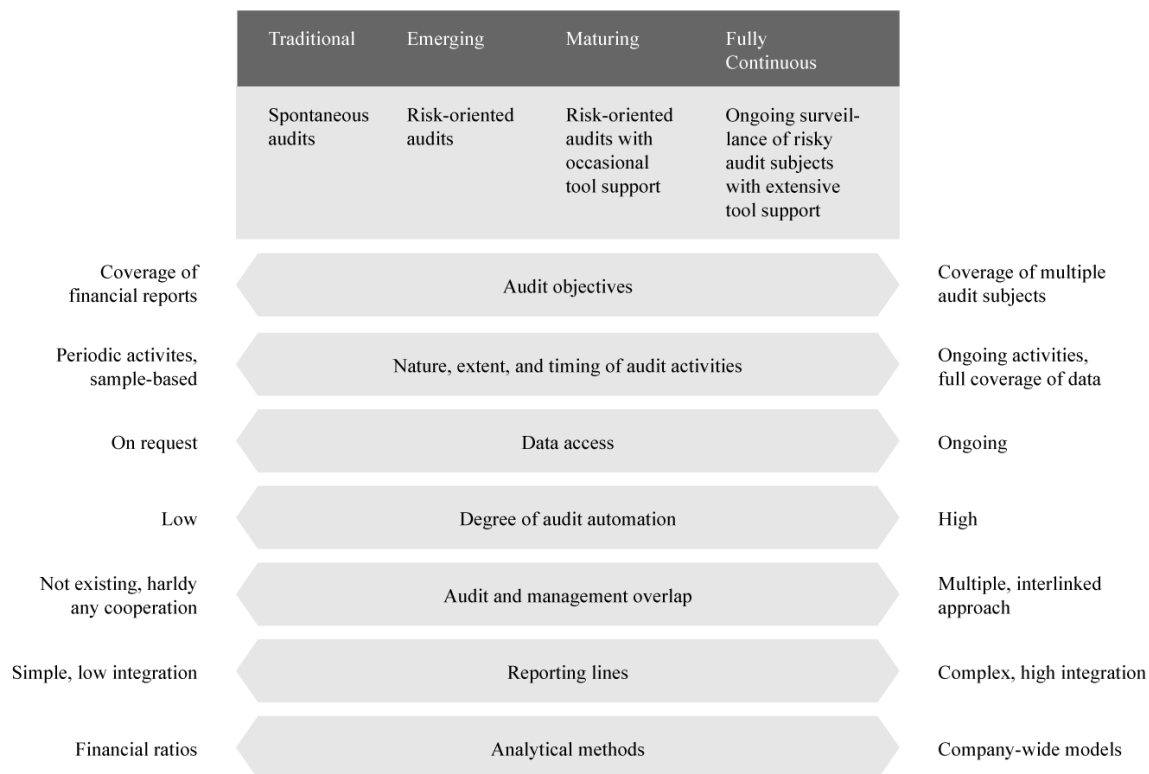 Traditional
Emerging
Maturing
Fully
Continuous
Spontaneous
audits
Risk-oriented
audits
Risk-oriented
audits with
occasional
tool support
Ongoing surveil-
lance of risky
audit subjects
with extensive
tool support
Coverage of
financial reports
Audit objectives
Coverage of multiple
audit subjects
Periodic activites,
sample-based
Nature, extent, and timing of audit activities
Ongoing activities,
full coverage of data
On request
Data access
Ongoing
Low
Degree of audit automation
High
Not existing, harldy
any cooperation
Audit and management overlap
Multiple, interlinked
approach
Simple, low integration
Reporting lines
Complex, high integration
Financial ratios
Analytical methods
Company-wide models